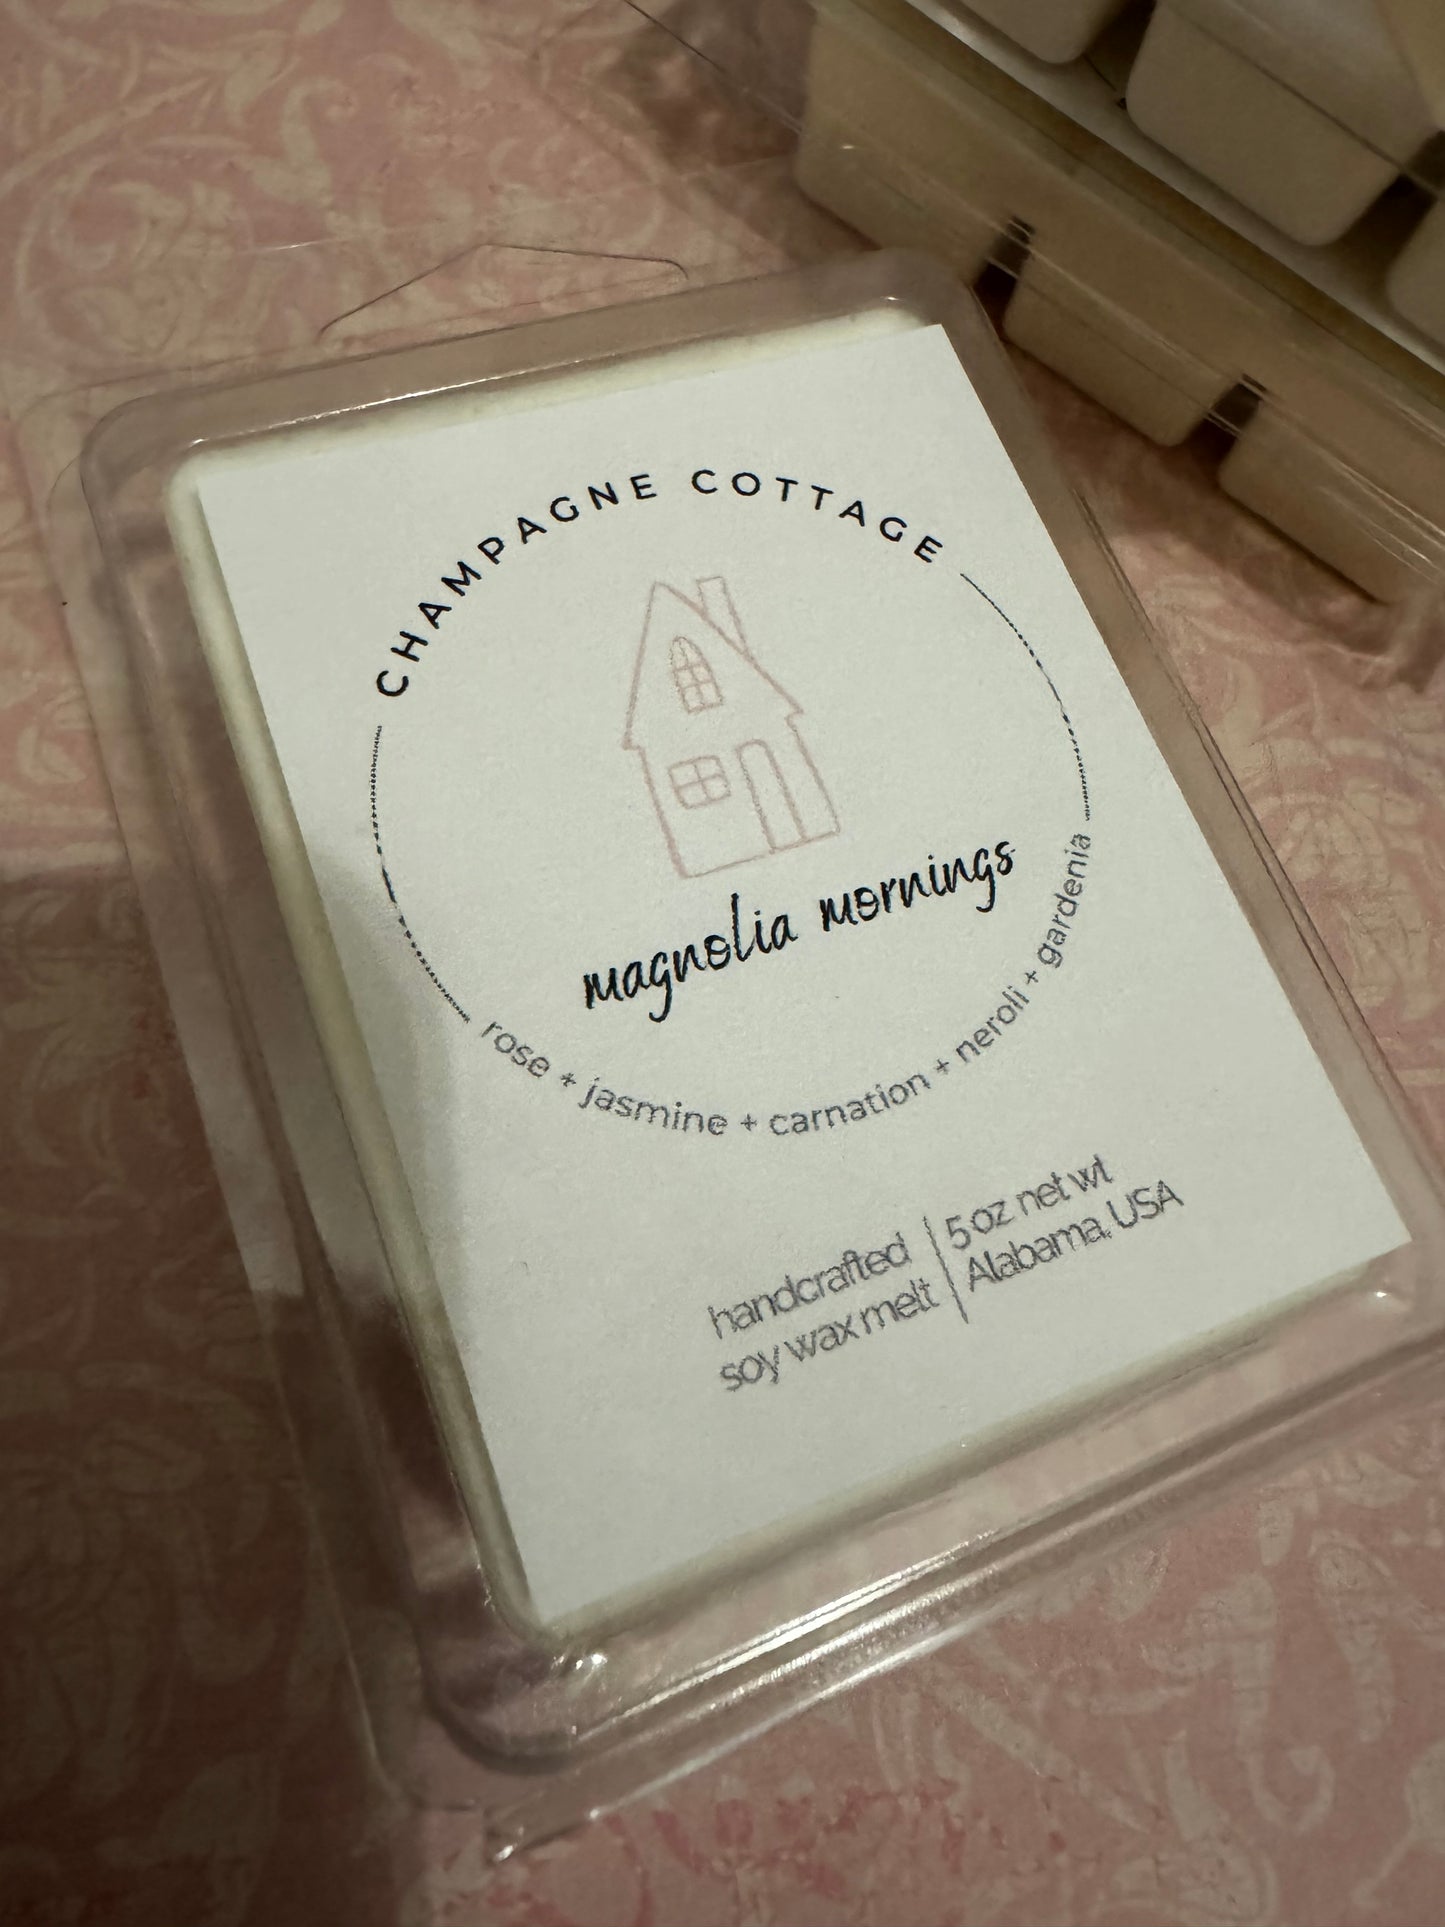 CHAMPAGNE COTTAGE
magnolia mornings
rose + jasmine + carnation + neroli + gardenia
handcrafted
soy wax melt
5 oz net wt
Alabama, USA